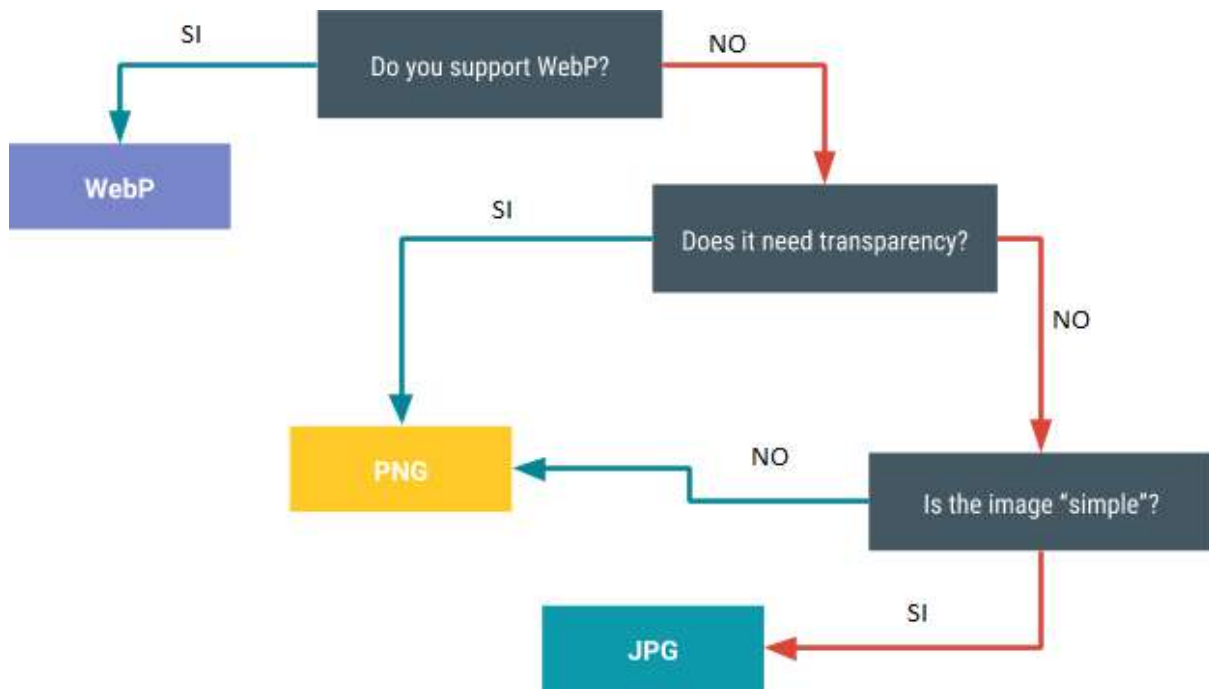 SI
NO
Do you support WebP?
WebP
SI
Does it need transparency?
NO
PNG
NO
Is the image “simple”?
SI
JPG